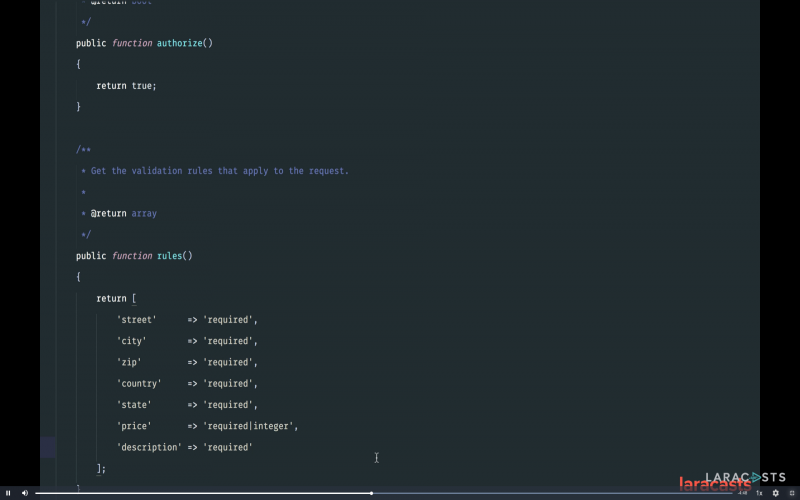 * @return bool
*/
public function authorize()
{
return true;
}
/**
* Get the validation rules that apply to the request.
*
* @return array
*/
public function rules()
{
return [
'street' => 'required',
'city' => 'required',
'zip' => 'required',
'country' => 'required',
'state' => 'required',
'price' => 'required|integer',
'description' => 'required'
];
LARACASTS
laracasts
1x